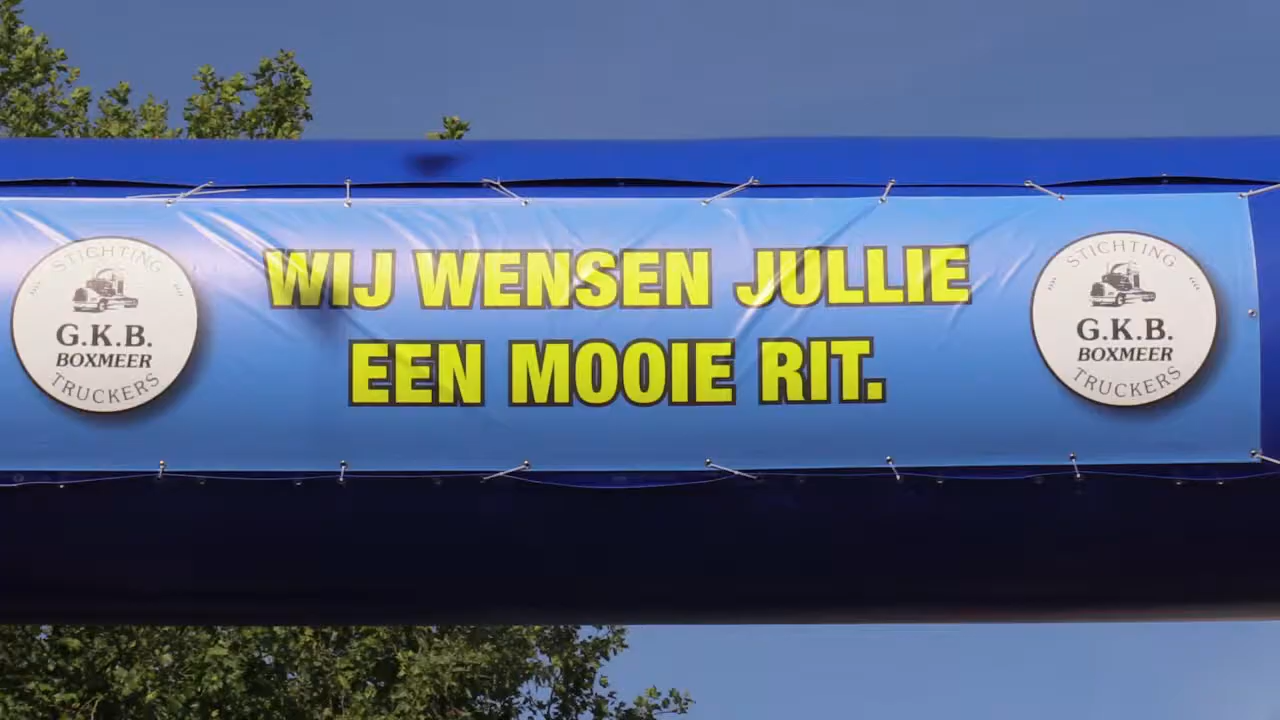 STICHTING
G.K.B.
BOXMEER
TRUCKERS
WIJ WENSEN JULLIE
EEN MOOIE RIT.
STICHTING
G.K.B.
BOXMEER
TRUCKERS